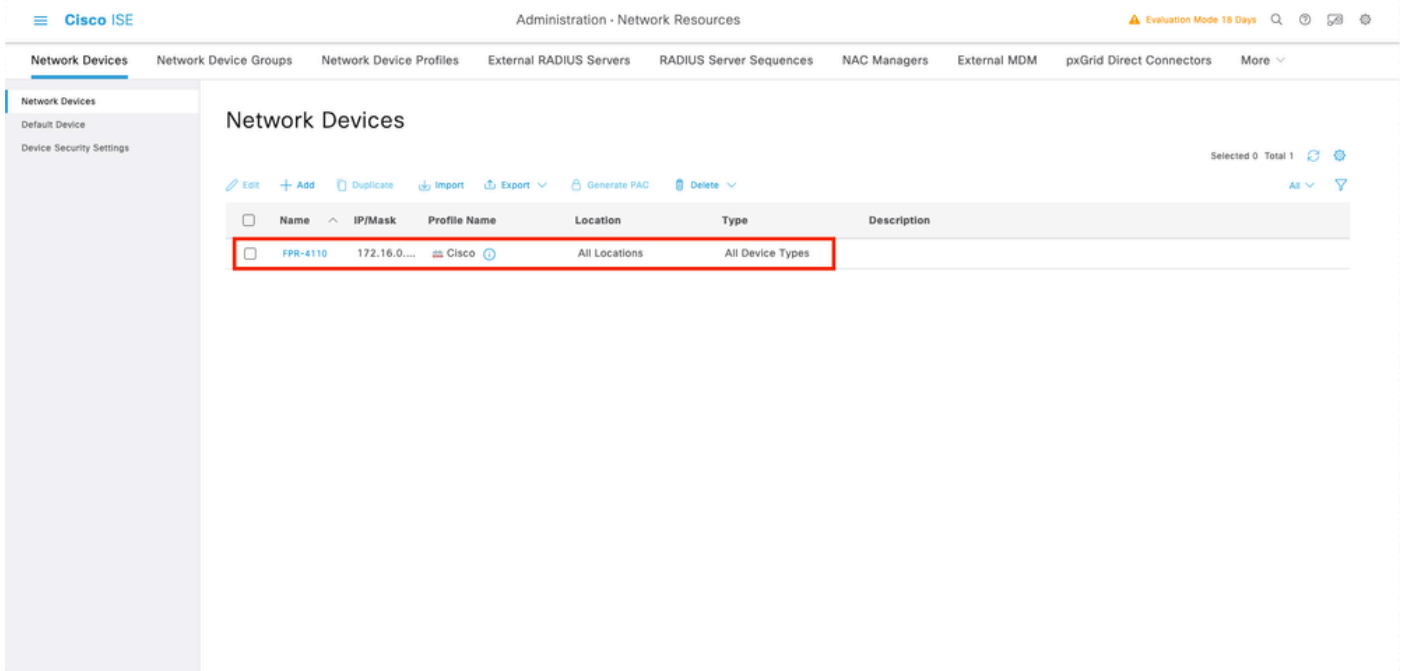 Cisco ISE Administration · Network Resources Evaluation Mode 18 Days
Network Devices Network Device Groups Network Device Profiles External RADIUS Servers RADIUS Server Sequences NAC Managers External MDM pxGrid Direct Connectors More
Network Devices
Default Device
Device Security Settings
Network Devices
Selected 0 Total 1
Edit Add Duplicate Import Export Generate PAC Delete All
Name IP/Mask Profile Name Location Type Description
FPR-4110 172.16.0.... Cisco All Locations All Device Types